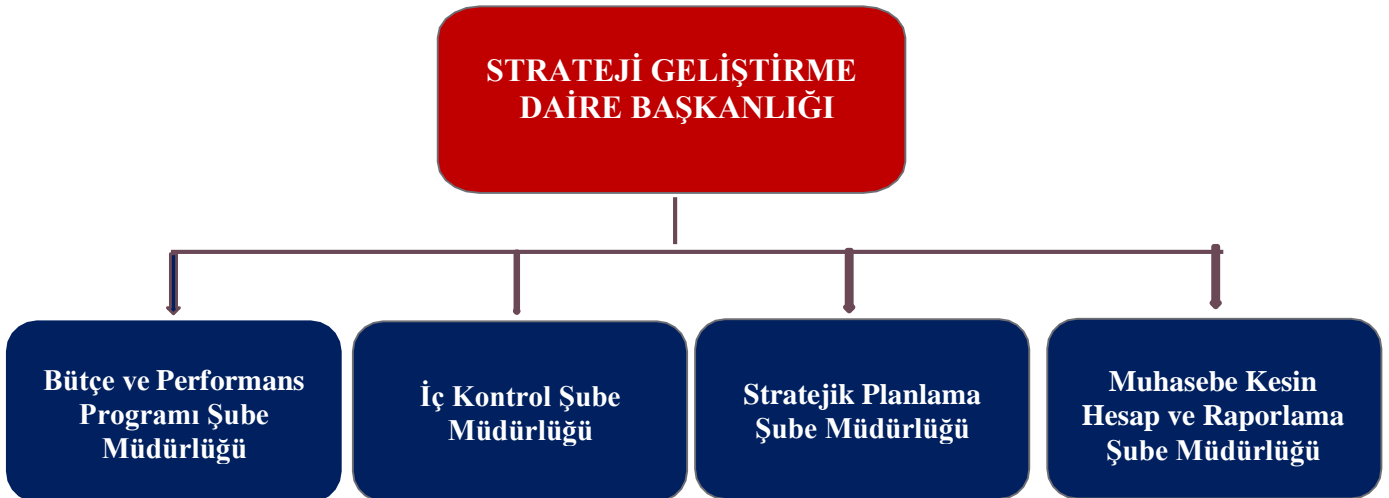 STRATEJİ GELİŞTİRME
DAİRE BAŞKANLIĞI
Bütçe ve Performans
Programı Şube
Müdürlüğü
İç Kontrol Şube
Müdürlüğü
Stratejik Planlama
Şube Müdürlüğü
Muhasebe Kesin
Hesap ve Raporlama
Şube Müdürlüğü